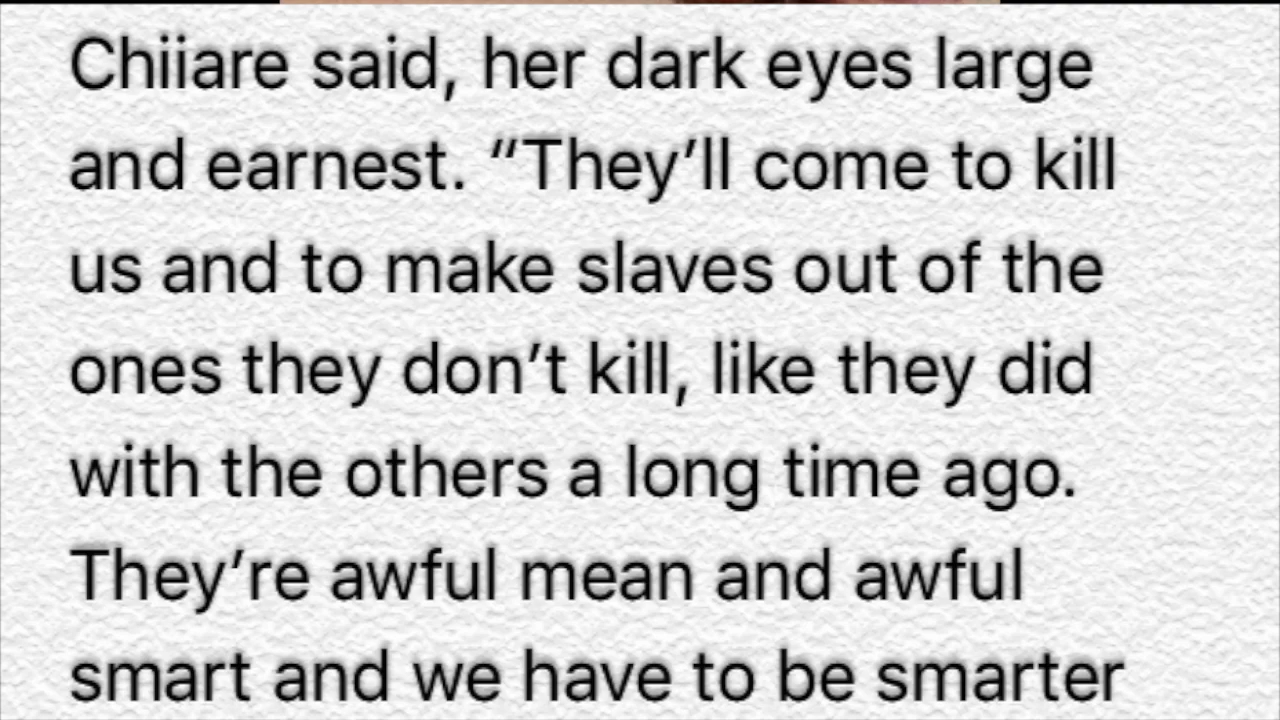 Chiiare said, her dark eyes large
and earnest. “They’ll come to kill
us and to make slaves out of the
ones they don’t kill, like they did
with the others a long time ago.
They’re awful mean and awful
smart and we have to be smarter